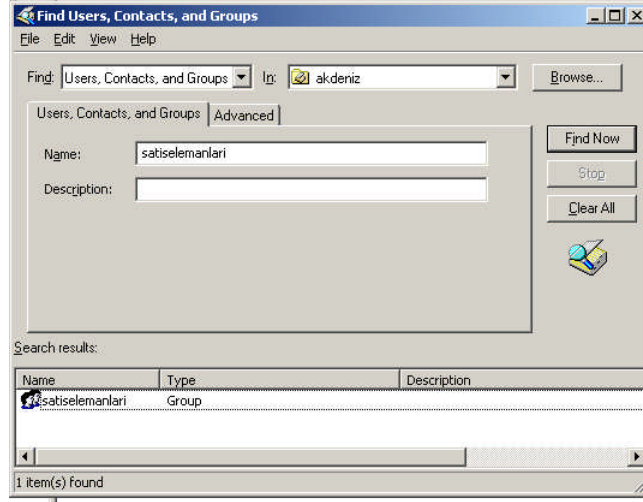 Find Users, Contacts, and Groups
File Edit View Help
Find: Users, Contacts, and Groups In: akdeniz Browse...
Users, Contacts, and Groups Advanced
Find Now
Name: satiselemanlari
Stop
Description:
Clear All
Search results:
Name Type Description
satiselemanlari Group
1 item(s) found